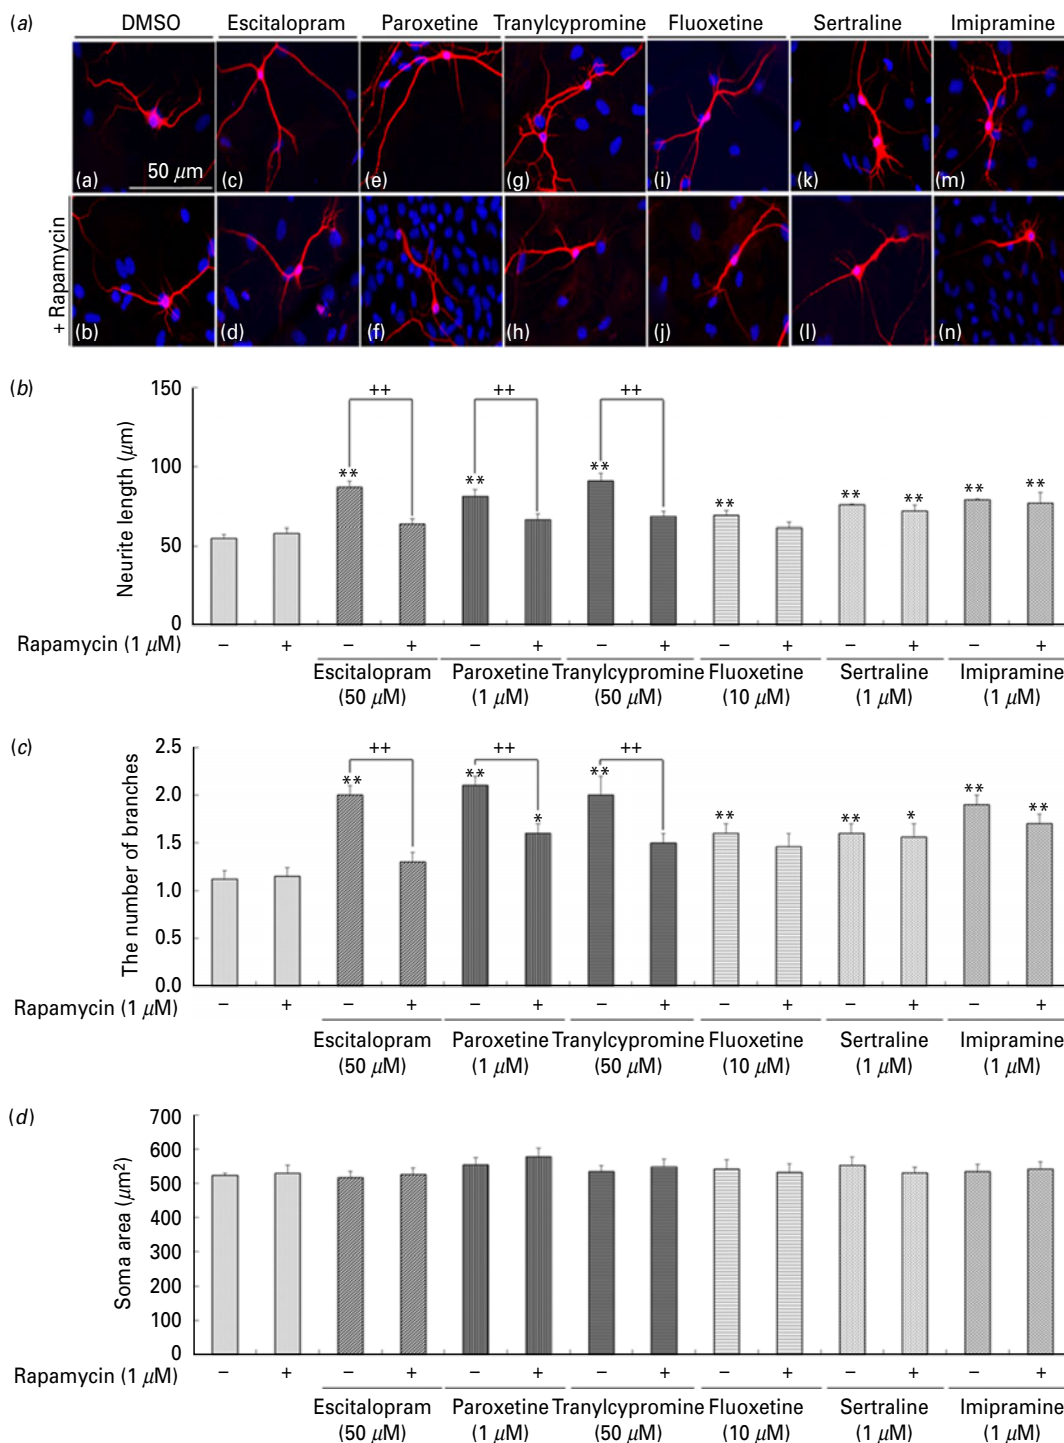 (a) DMSO Escitalopram Paroxetine Tranylcypromine Fluoxetine Sertraline Imipramine
50 μm
(a) (c) (e) (g) (i) (k) (m)
+ Rapamycin
(b) (d) (f) (h) (j) (l) (n)
(b)
Neurite length (μm)
150
100
50
0
++ ++ ++
** ** ** ** ** ** ** **
Rapamycin (1 μM) – + – + – + – + – + – + – +
Escitalopram Paroxetine Tranylcypromine Fluoxetine Sertraline Imipramine
(50 μM) (1 μM) (50 μM) (10 μM) (1 μM) (1 μM)
(c)
The number of branches
2.5
2.0
1.5
1.0
0.5
0.0
++ ++ ++
** ** * ** ** ** * ** **
Rapamycin (1 μM) – + – + – + – + – + – + – +
Escitalopram Paroxetine Tranylcypromine Fluoxetine Sertraline Imipramine
(50 μM) (1 μM) (50 μM) (10 μM) (1 μM) (1 μM)
(d)
Soma area (μm²)
700
600
500
400
300
200
100
0
Rapamycin (1 μM) – + – + – + – + – + – + – +
Escitalopram Paroxetine Tranylcypromine Fluoxetine Sertraline Imipramine
(50 μM) (1 μM) (50 μM) (10 μM) (1 μM) (1 μM)